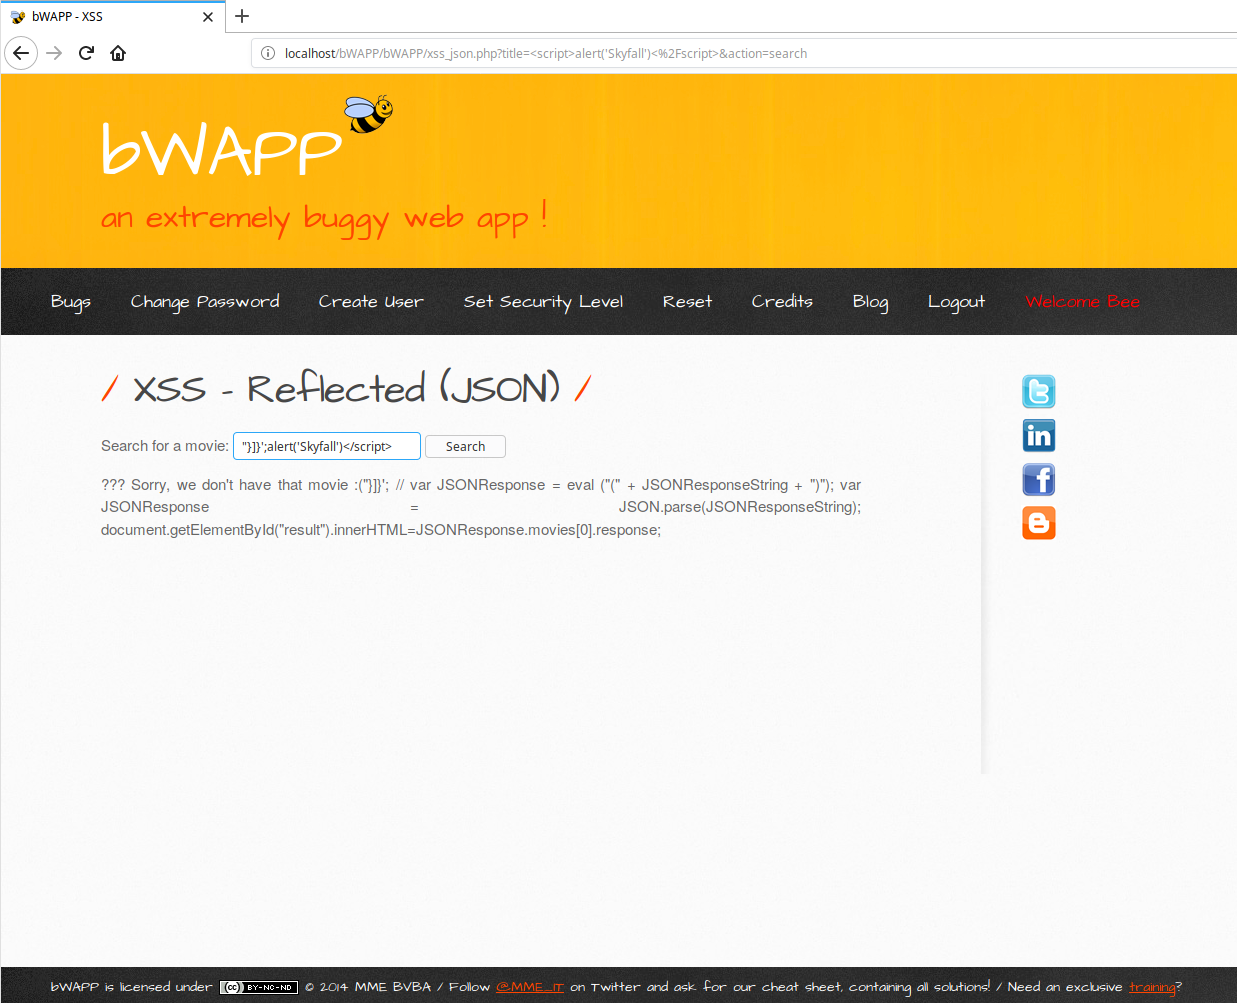 bWAPP - XSS
localhost/bWAPP/bWAPP/xss_json.php?title=<script>alert('Skyfall')<%2Fscript>&action=search
bWAPP
an extremely buggy web app !
Bugs Change Password Create User Set Security Level Reset Credits Blog Logout Welcome Bee
/ XSS - Reflected (JSON) /
Search for a movie: "}]}';alert('Skyfall')</script> Search
??? Sorry, we don't have that movie :("}]}'; // var JSONResponse = eval ("(" + JSONResponseString + ")"); var
JSONResponse = JSON.parse(JSONResponseString);
document.getElementById("result").innerHTML=JSONResponse.movies[0].response;
bWAPP is licensed under (cc) BY-NC-ND © 2014 MME BVBA / Follow @MME_IT on Twitter and ask for our cheat sheet, containing all solutions! / Need an exclusive training?